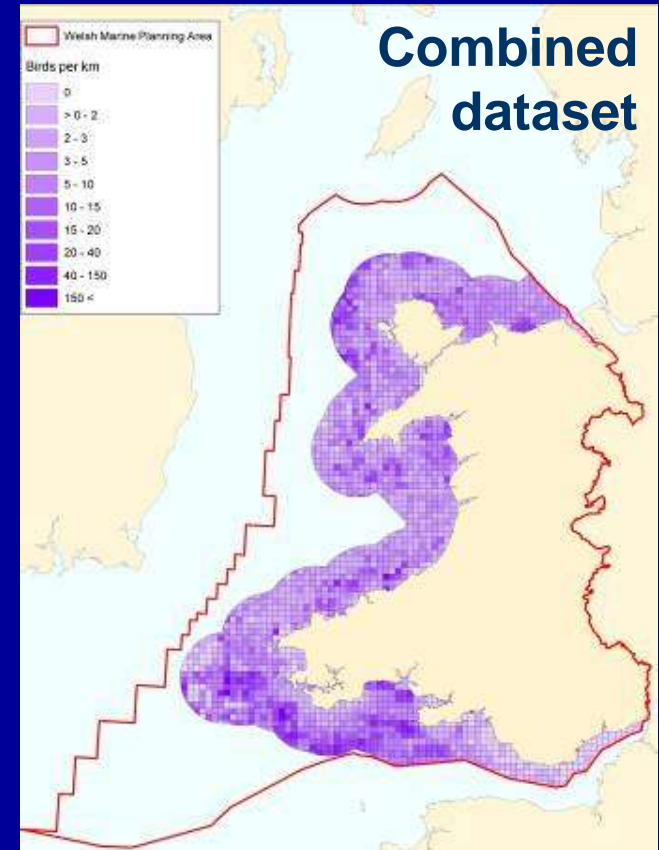 Combined
dataset
Welsh Marine Planning Area
Birds per km
0
> 0 - 2
2 - 3
3 - 5
5 - 10
10 - 15
15 - 20
20 - 40
40 - 150
150 <